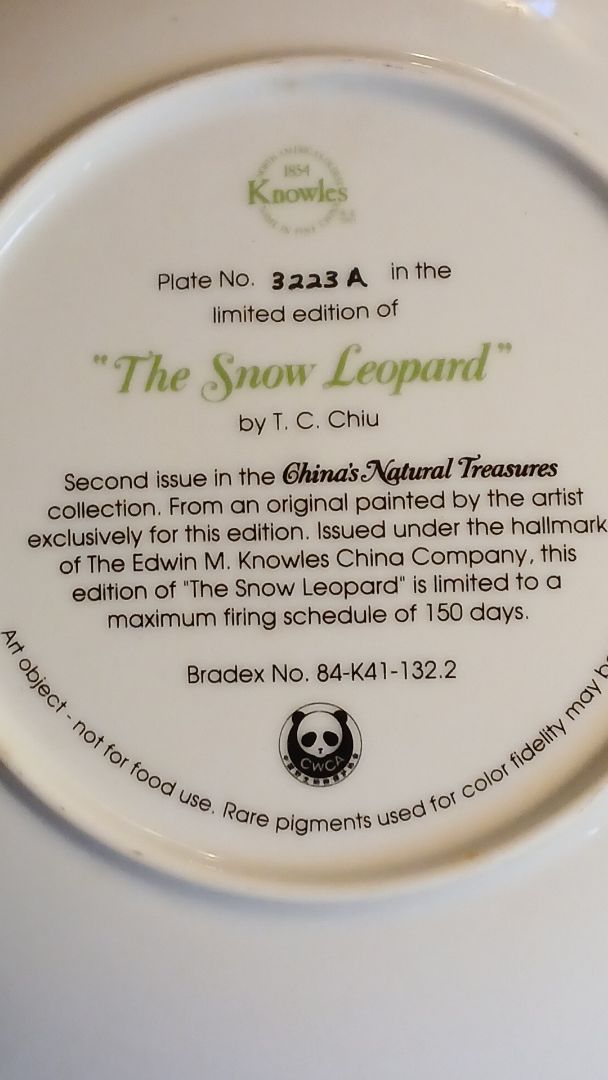 1854
Knowles
Plate No. 3223 A in the
limited edition of
"The Snow Leopard"
by T. C. Chiu
Second issue in the China's Natural Treasures
collection. From an original painted by the artist
exclusively for this edition. Issued under the hallmark
of The Edwin M. Knowles China Company, this
edition of "The Snow Leopard" is limited to a
maximum firing schedule of 150 days.
Bradex No. 84-K41-132.2
CWCA
Art object - not for food use. Rare pigments used for color fidelity may